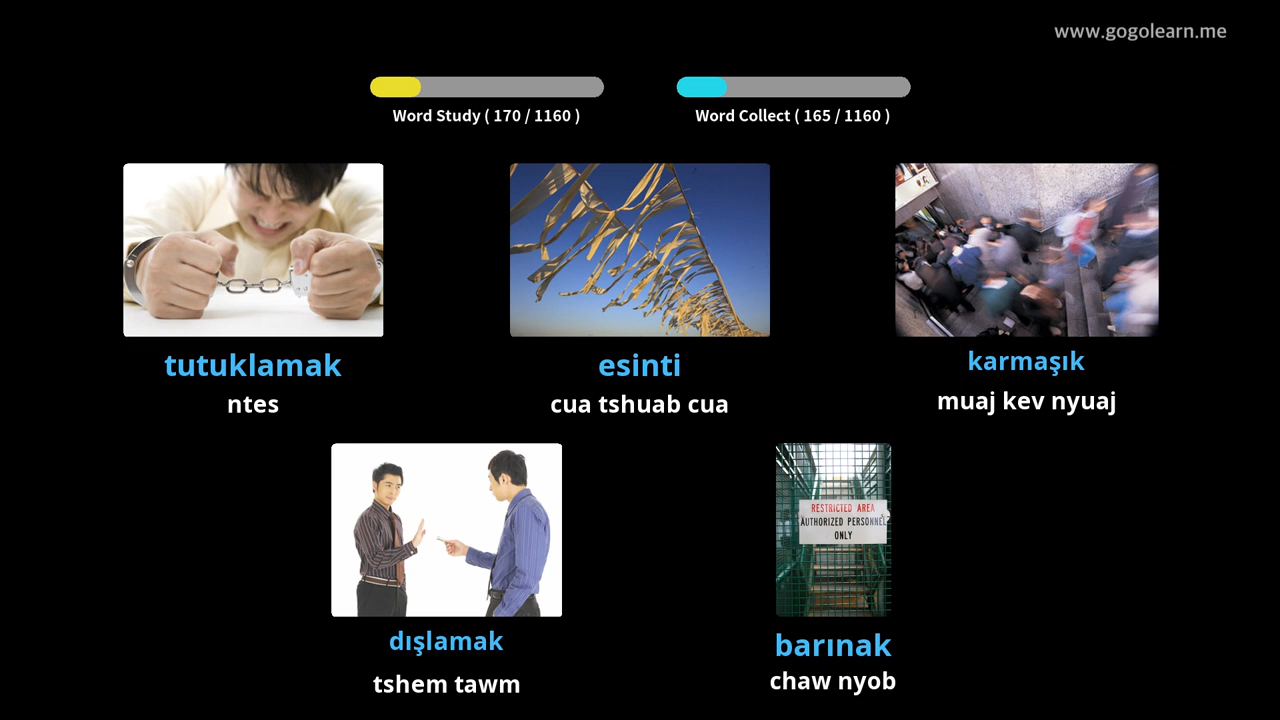 www.gogolearn.me
Word Study ( 170 / 1160 )
Word Collect ( 165 / 1160 )
tutuklamak
ntes
esinti
cua tshuab cua
karmaşık
muaj kev nyuaj
dışlamak
tshem tawm
RESTRICTED AREA
AUTHORIZED PERSONNEL
ONLY
barınak
chaw nyob